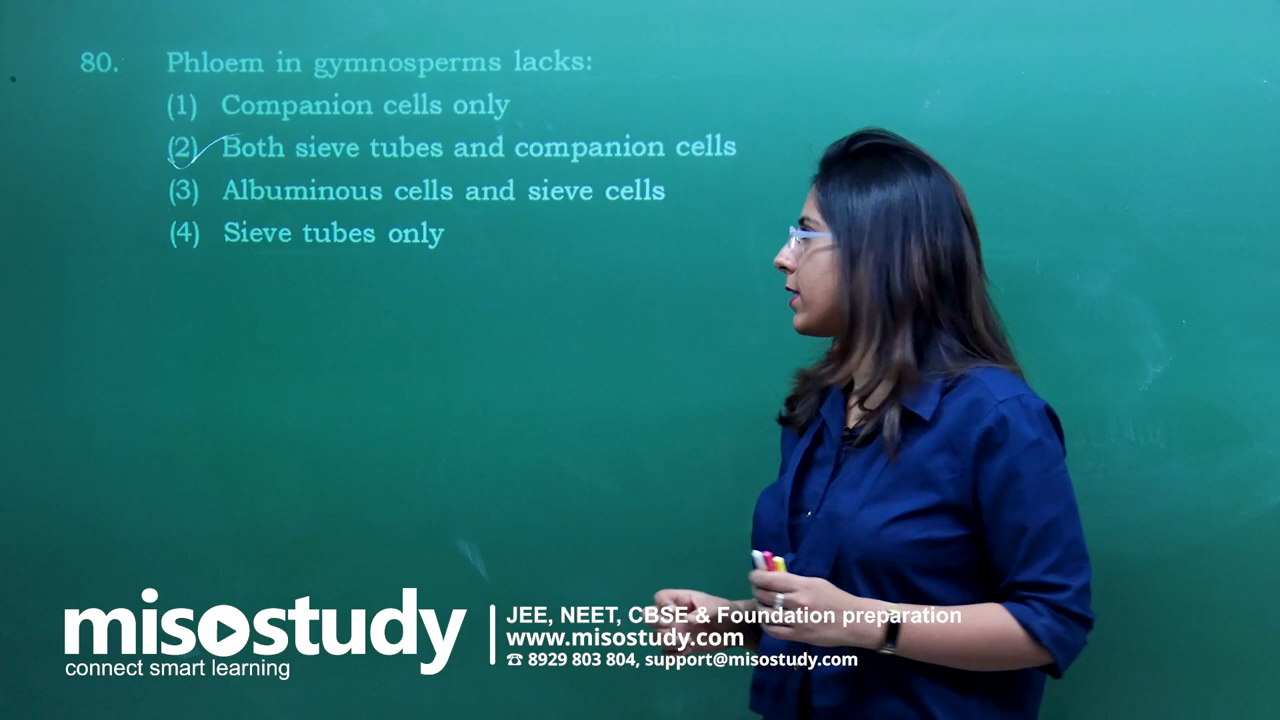 80. Phloem in gymnosperms lacks:
(1) Companion cells only
(2) Both sieve tubes and companion cells
(3) Albuminous cells and sieve cells
(4) Sieve tubes only
misostudy
connect smart learning
JEE, NEET, CBSE & Foundation preparation
www.misostudy.com
☎ 8929 803 804, support@misostudy.com